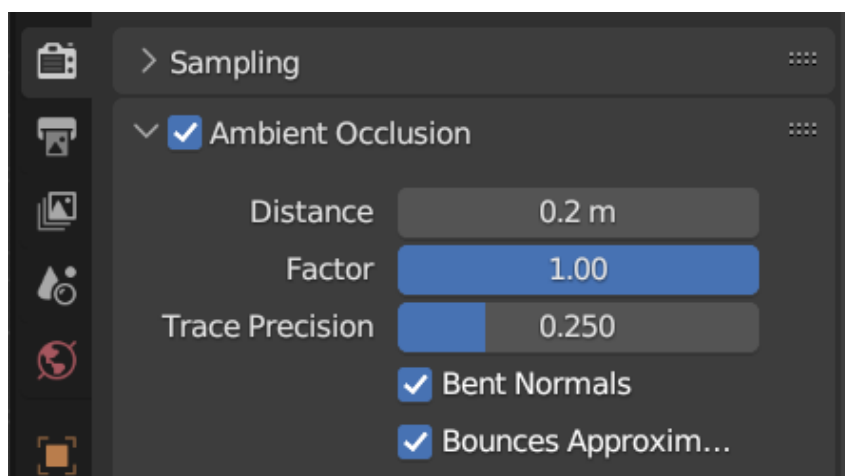 Sampling
Ambient Occlusion
Distance 0.2 m
Factor 1.00
Trace Precision 0.250
Bent Normals
Bounces Approxim...